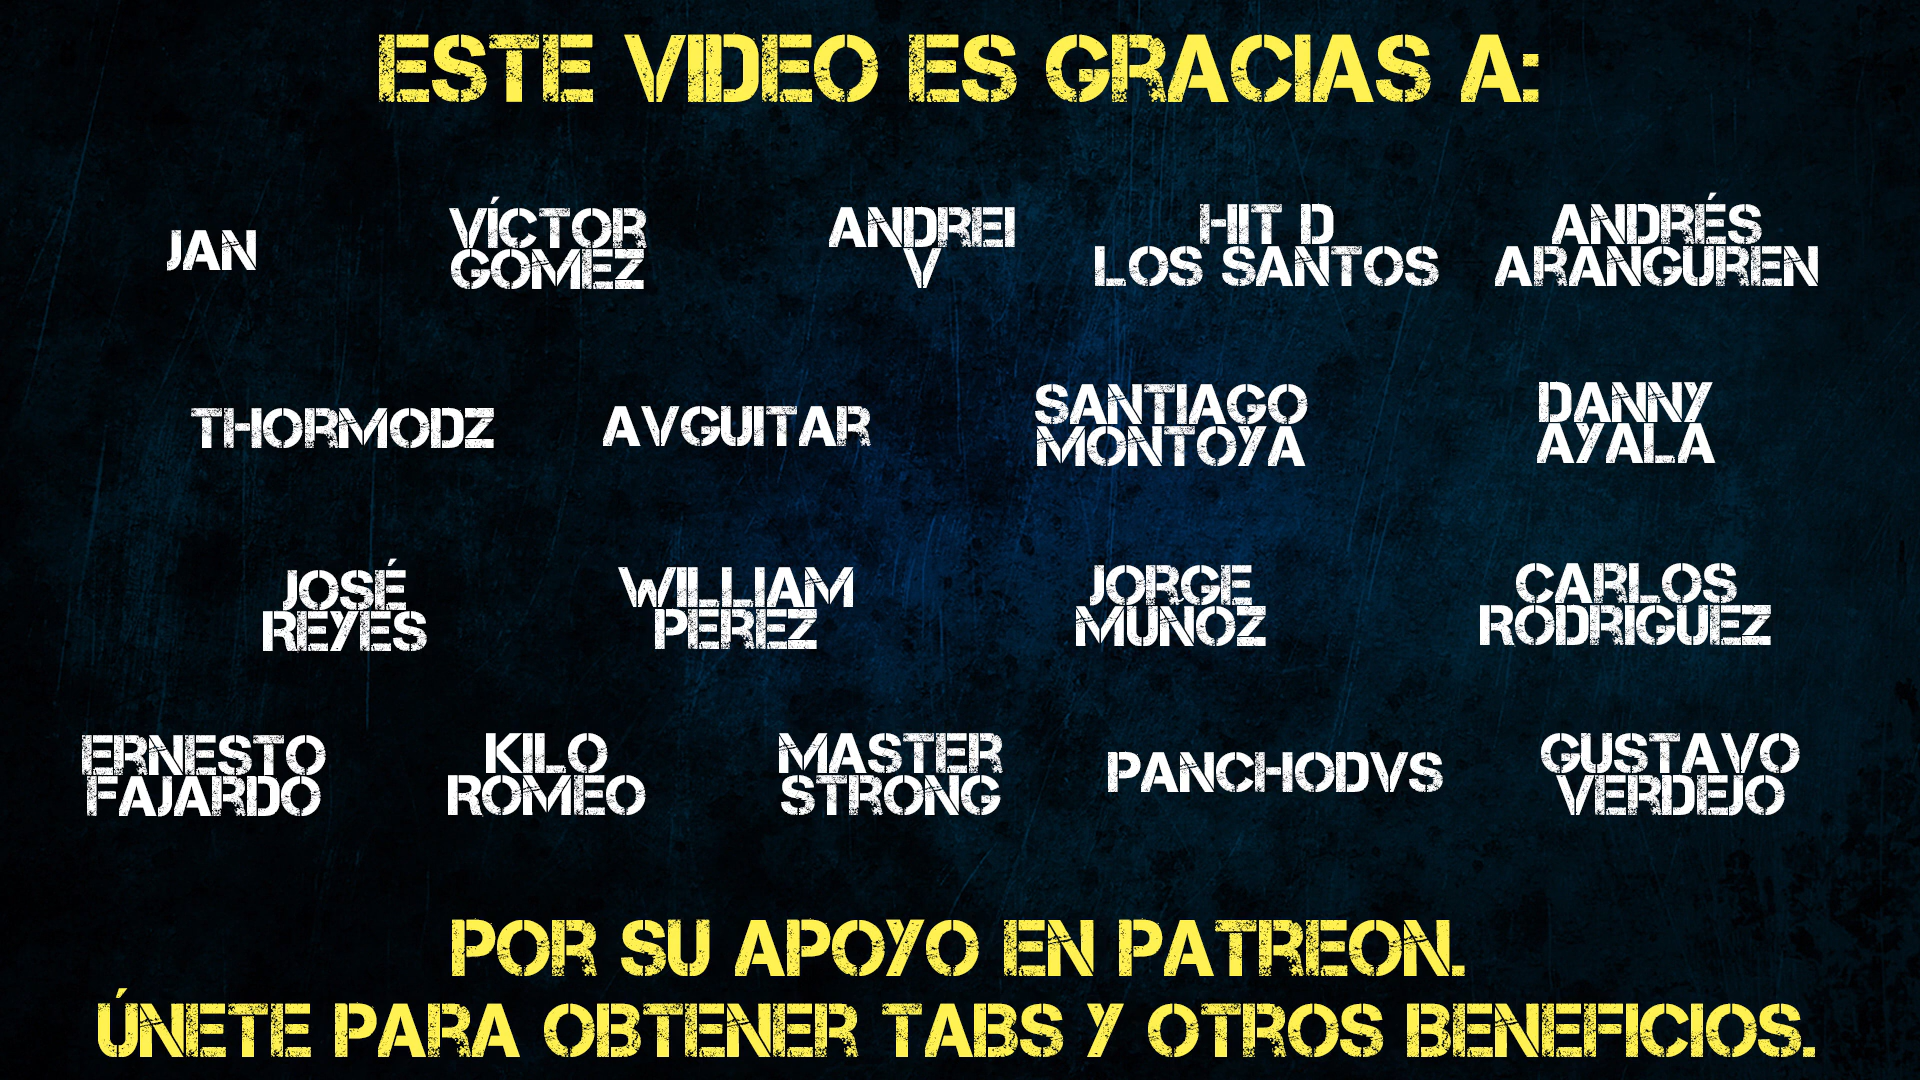 ESTE VIDEO ES GRACIAS A:
JAN
VÍCTOR
GOMEZ
ANDREI
V
HIT D
LOS SANTOS
ANDRÉS
ARANGUREN
THORMODZ
AVGUITAR
SANTIAGO
MONTOYA
DANNY
AYALA
JOSÉ
REYES
WILLIAM
PEREZ
JORGE
MUÑOZ
CARLOS
RODRIGUEZ
ERNESTO
FAJARDO
KILO
ROMEO
MASTER
STRONG
PANCHODVS
GUSTAVO
VERDEJO
POR SU APOYO EN PATREON.
ÚNETE PARA OBTENER TABS Y OTROS BENEFICIOS.